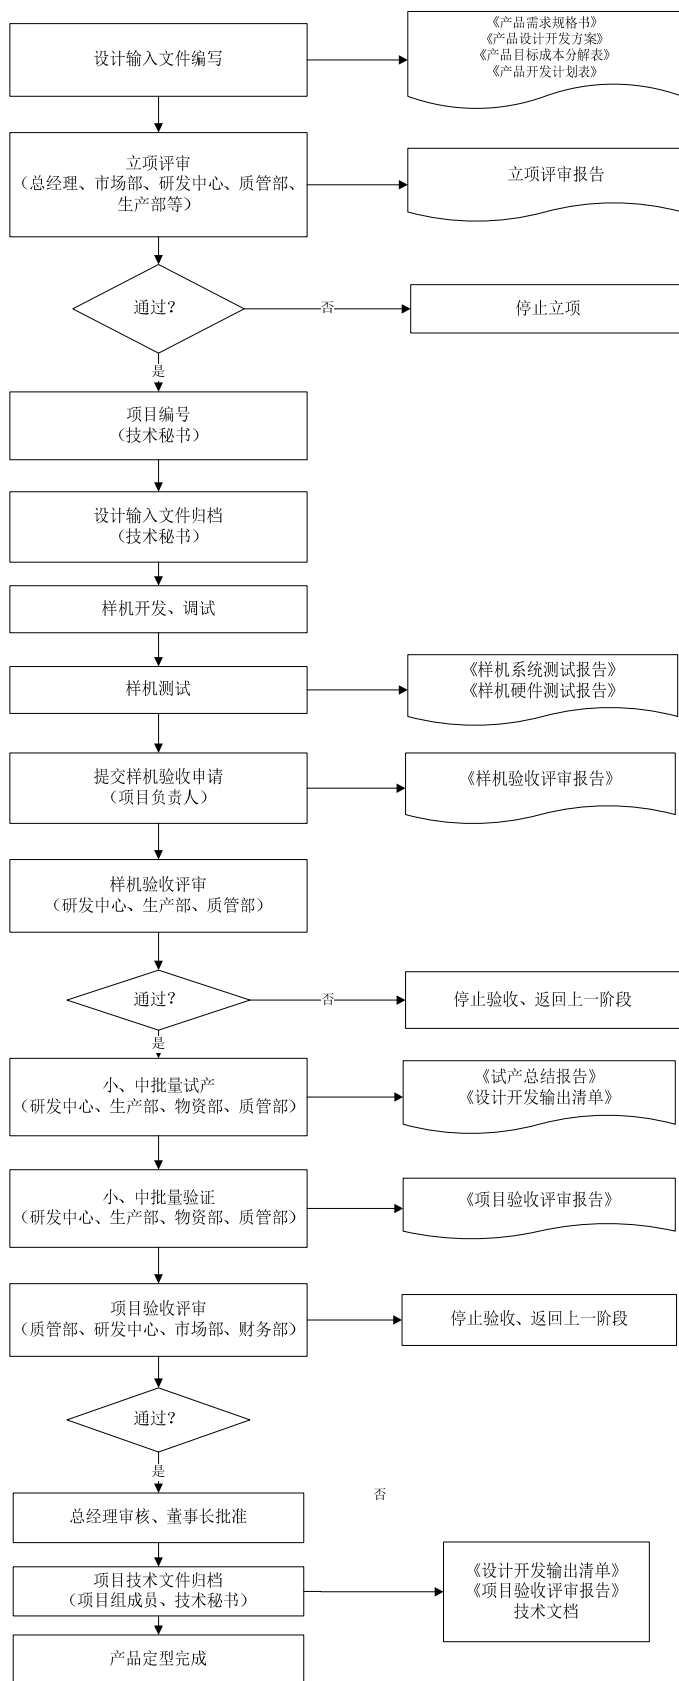 设计输入文件编写
《产品需求规格书》
《产品设计开发方案》
《产品目标成本分解表》
《产品开发计划表》
立项评审
（总经理、市场部、研发中心、质管部、
生产部等）
立项评审报告
通过？
否
停止立项
是
项目编号
（技术秘书）
设计输入文件归档
（技术秘书）
样机开发、调试
样机测试
《样机系统测试报告》
《样机硬件测试报告》
提交样机验收申请
（项目负责人）
《样机验收评审报告》
样机验收评审
（研发中心、生产部、质管部）
通过？
否
停止验收、返回上一阶段
是
小、中批量试产
（研发中心、生产部、物资部、质管部）
《试产总结报告》
《设计开发输出清单》
小、中批量验证
（研发中心、生产部、物资部、质管部）
《项目验收评审报告》
项目验收评审
（质管部、研发中心、市场部、财务部）
停止验收、返回上一阶段
通过？
是
否
总经理审核、董事长批准
项目技术文件归档
（项目组成员、技术秘书）
《设计开发输出清单》
《项目验收评审报告》
技术文档
产品定型完成